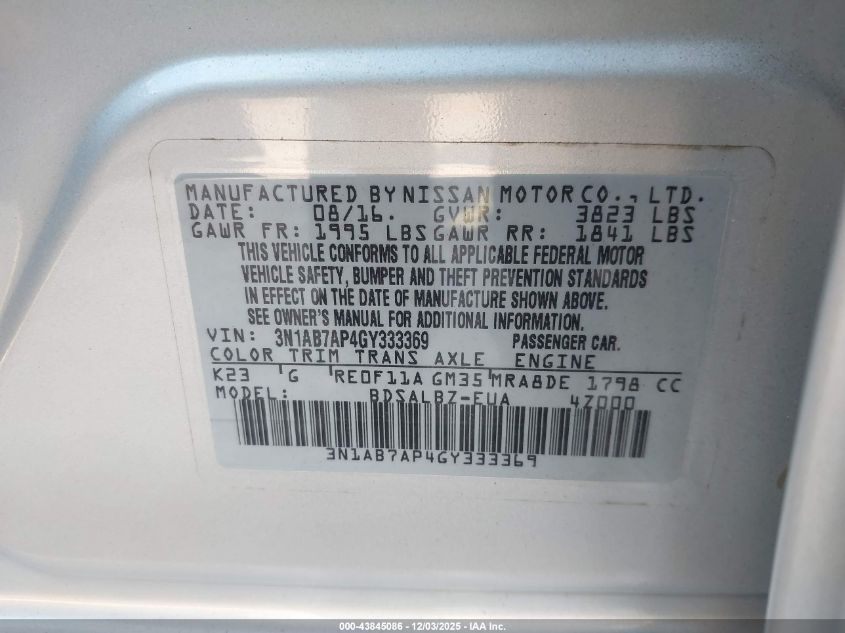 MANUFACTURED BY NISSAN MOTOR CO., LTD.
DATE: 08/16. GVWR: 3823 LBS
GAWR FR: 1995 LBS GAWR RR: 1841 LBS
THIS VEHICLE CONFORMS TO ALL APPLICABLE FEDERAL MOTOR
VEHICLE SAFETY, BUMPER AND THEFT PREVENTION STANDARDS
IN EFFECT ON THE DATE OF MANUFACTURE SHOWN ABOVE.
SEE OWNER'S MANUAL FOR ADDITIONAL INFORMATION.
VIN: 3N1AB7AP4GY333369 PASSENGER CAR.
COLOR TRIM TRANS AXLE ENGINE
K23 G RE0F11A GM35 MRA8DE 1798 CC
MODEL: BDSALBZ-EUA 4Z000
3N1AB7AP4GY333369
000-43845086 - 12/03/2025 - IAA Inc.